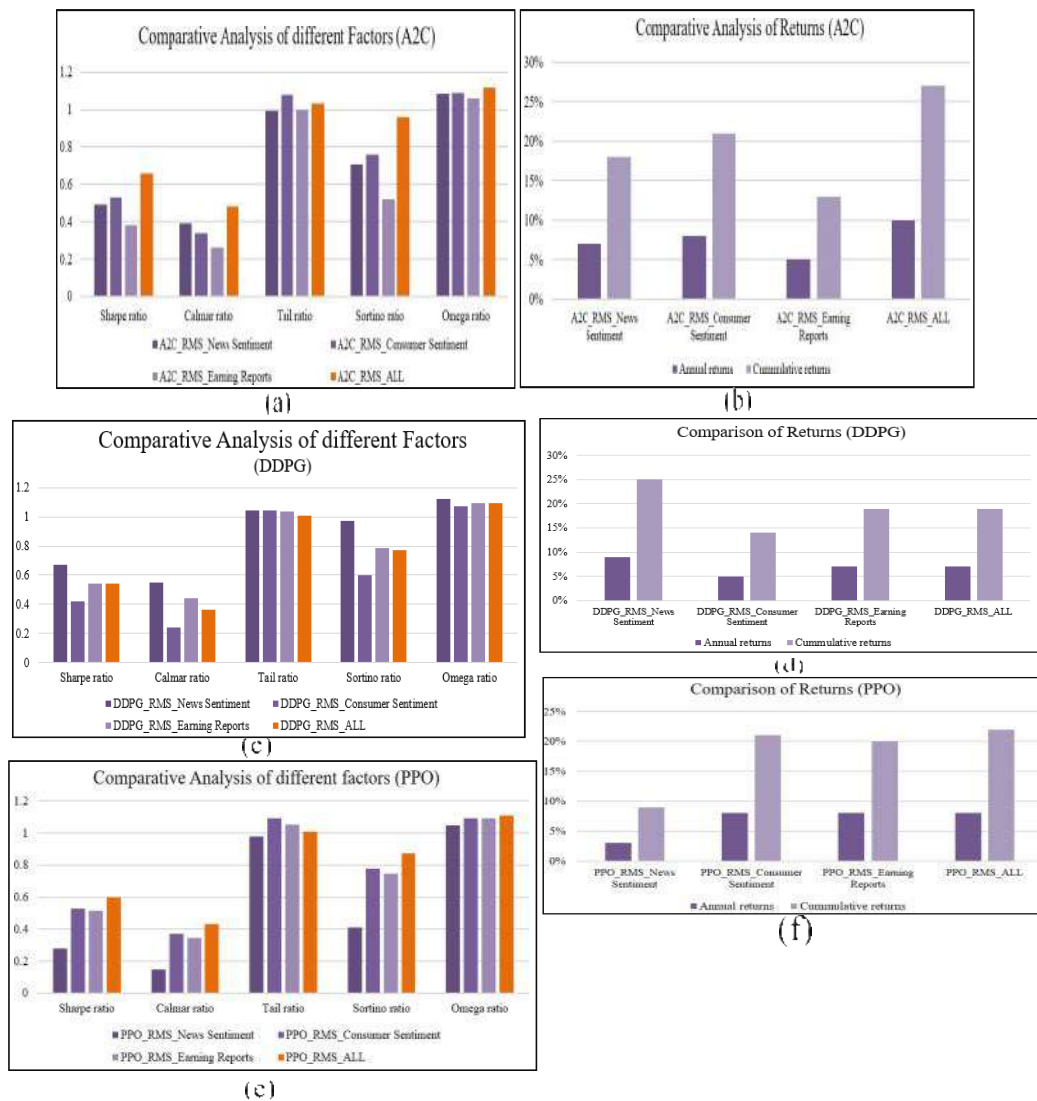 Comparative Analysis of different Factors (A2C)
1.2
1
0.8
0.6
0.4
0.2
0
Sharpe ratio Calmar ratio Tail ratio Sortino ratio Omega ratio
A2C_RMS_News Sentiment A2C_RMS_Consumer Sentiment
A2C_RMS_Earning Reports A2C_RMS_ALL
(a)
Comparative Analysis of Returns (A2C)
30%
25%
20%
15%
10%
5%
0%
A2C_RMS_News A2C_RMS_Consumer A2C_RMS_Earning A2C_RMS_ALL
Sentiment Sentiment Reports
Annual returns Cummulative returns
(b)
Comparative Analysis of different Factors
(DDPG)
1.2
1
0.8
0.6
0.4
0.2
0
Sharpe ratio Calmar ratio Tail ratio Sortino ratio Omega ratio
DDPG_RMS_News Sentiment DDPG_RMS_Consumer Sentiment
DDPG_RMS_Earning Reports DDPG_RMS_ALL
(c)
Comparison of Returns (DDPG)
30%
25%
20%
15%
10%
5%
0%
DDPG_RMS_News DDPG_RMS_Consumer DDPG_RMS_Earning DDPG_RMS_ALL
Sentiment Sentiment Reports
Annual returns Cummulative returns
(d)
Comparative Analysis of different factors (PPO)
1.2
1
0.8
0.6
0.4
0.2
0
Sharpe ratio Calmar ratio Tail ratio Sortino ratio Omega ratio
PPO_RMS_News Sentiment PPO_RMS_Consumer Sentiment
PPO_RMS_Earning Reports PPO_RMS_ALL
(e)
Comparison of Returns (PPO)
25%
20%
15%
10%
5%
0%
PPO_RMS_News PPO_RMS_Consumer PPO_RMS_Earning PPO_RMS_ALL
Sentiment Sentiment Reports
Annual returns Cummulative returns
(f)